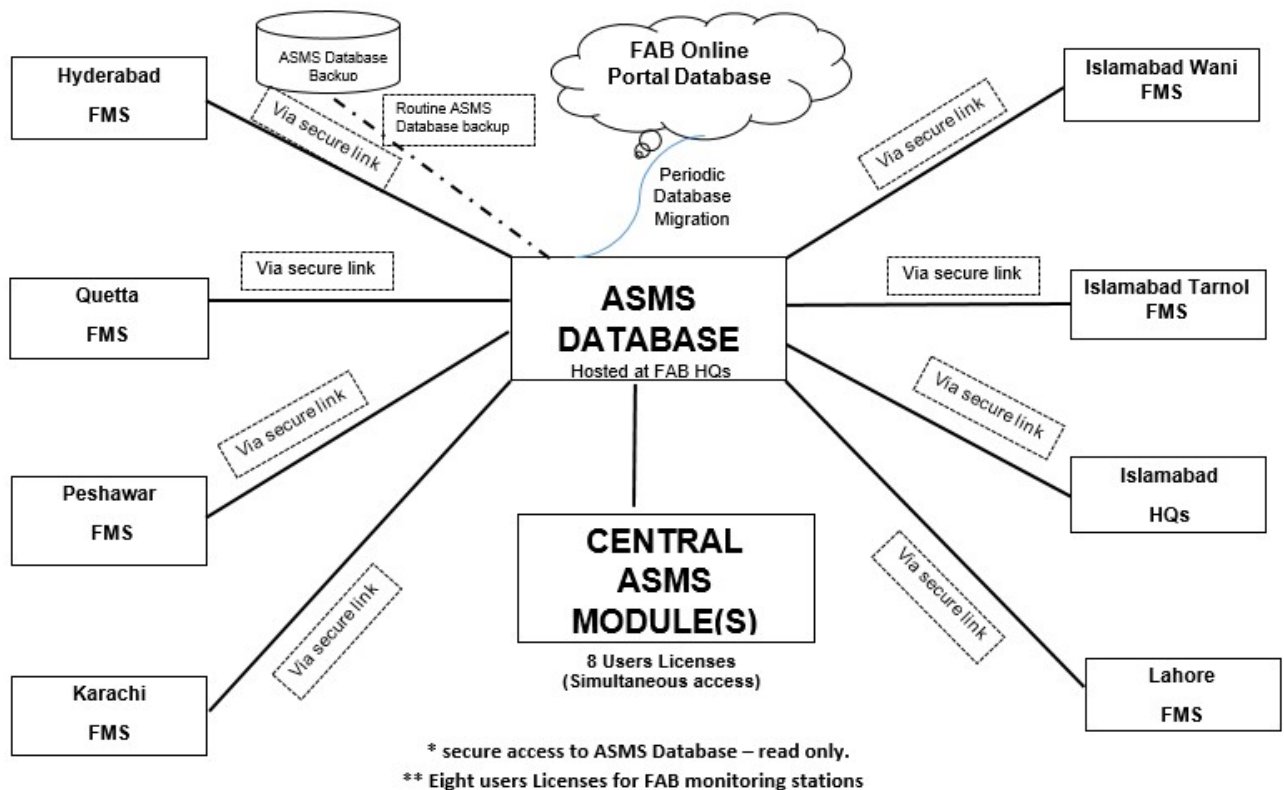 ASMS Database
Backup
FAB Online
Portal Database
Hyderabad
FMS
Islamabad Wani
FMS
Via secure link
Routine ASMS
Database backup
Via secure link
Periodic
Database
Migration
Quetta
FMS
Via secure link
ASMS
DATABASE
Hosted at FAB HQs
Via secure link
Islamabad Tarnol
FMS
Via secure link
Via secure link
Peshawar
FMS
Islamabad
HQs
CENTRAL
ASMS
MODULE(S)
8 Users Licenses
(Simultaneous access)
Via secure link
Via secure link
Karachi
FMS
Lahore
FMS
* secure access to ASMS Database – read only.
** Eight users Licenses for FAB monitoring stations